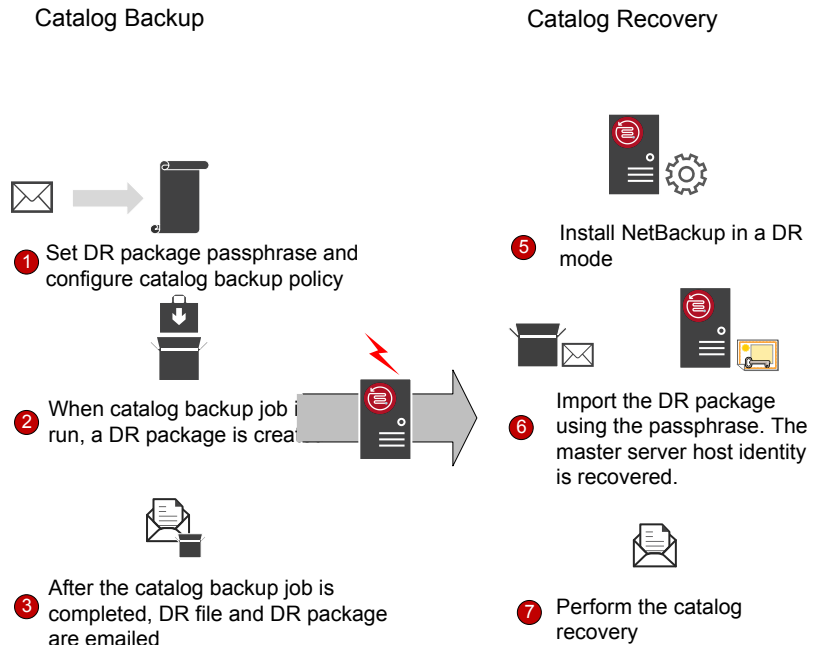 Catalog Backup
Catalog Recovery
1 Set DR package passphrase and
configure catalog backup policy
2 When catalog backup job
run, a DR package is
3 After the catalog backup job is
completed, DR file and DR package
are emailed
5 Install NetBackup in a DR
mode
6 Import the DR package
using the passphrase. The
master server host identity
is recovered.
7 Perform the catalog
recovery